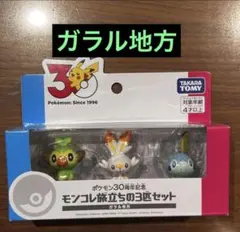 ガラル地方
30
Pokémon: Since 1996
TAKARA TOMY
対象年齢
4才以上
ポケモン30周年記念
モンコレ旅立ちの3匹セット
ガラル地方